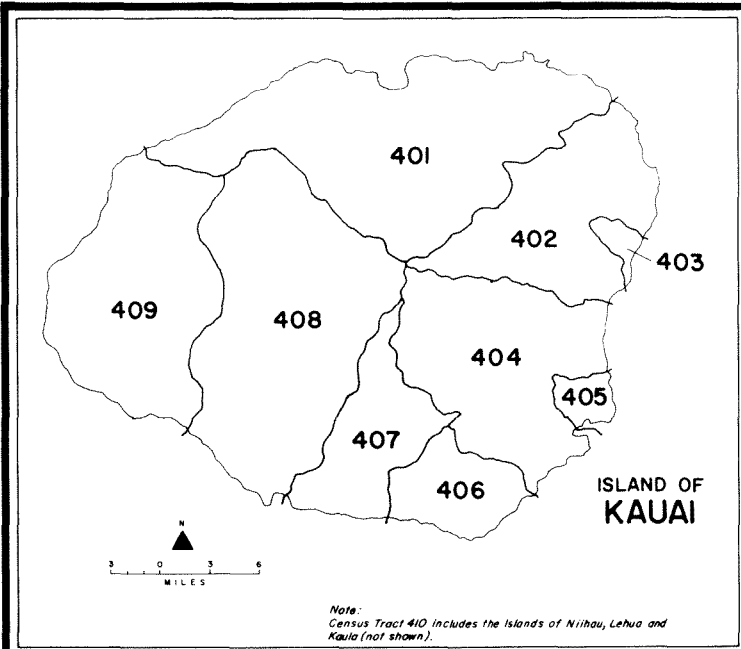 401
402
403
409
408
404
405
407
406
ISLAND OF
KAUAI
N
3 0 3 6
MILES
Note:
Census Tract 410 includes the Islands of Niihau, Lehua and
Kaula (not shown).